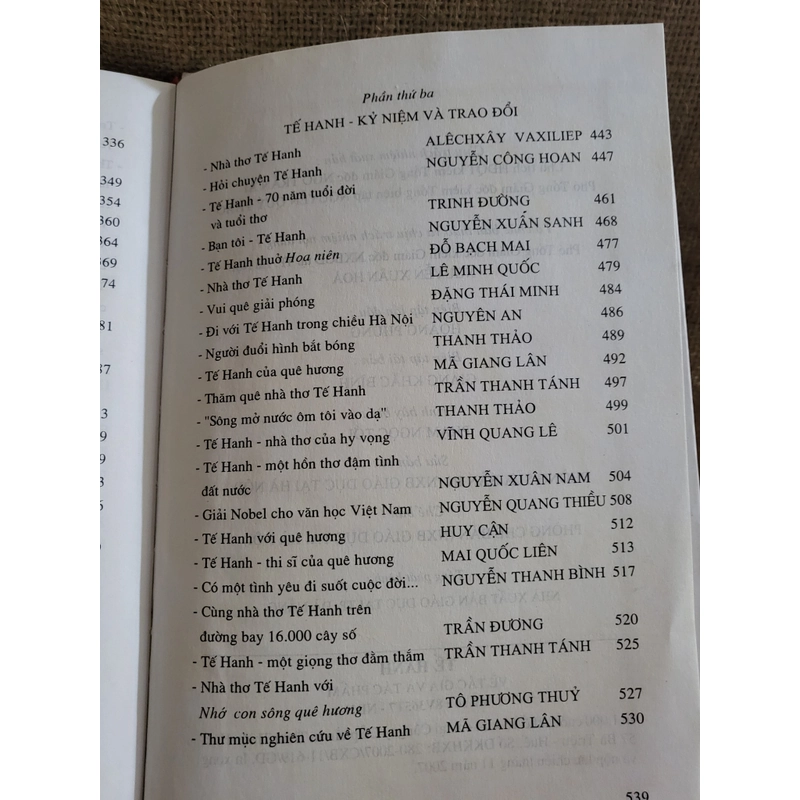 336
349
354
360
364
369
74
81
87
3
3
5
Phần thứ ba
TẾ HANH - KỶ NIỆM VÀ TRAO ĐỔI
- Nhà thơ Tế Hanh ALÊCHXÂY VAXILIEP 443
- Hỏi chuyện Tế Hanh NGUYỄN CÔNG HOAN 447
- Tế Hanh - 70 năm tuổi đời
và tuổi thơ TRINH ĐƯỜNG 461
- Bạn tôi - Tế Hanh NGUYỄN XUÂN SANH 468
- Tế Hanh thuở Hoa niên ĐỖ BẠCH MAI 477
- Nhà thơ Tế Hanh LÊ MINH QUỐC 479
- Vui quê giải phóng ĐẶNG THÁI MINH 484
- Đi với Tế Hanh trong chiều Hà Nội NGUYÊN AN 486
- Người đuổi hình bắt bóng THANH THẢO 489
- Tế Hanh của quê hương MÃ GIANG LÂN 492
- Thăm quê nhà thơ Tế Hanh TRẦN THANH TÁNH 497
- "Sông mở nước ôm tôi vào dạ" THANH THẢO 499
- Tế Hanh - nhà thơ của hy vọng VĨNH QUANG LÊ 501
- Tế Hanh - một hồn thơ đậm tình
đất nước NGUYỄN XUÂN NAM 504
- Giải Nobel cho văn học Việt Nam NGUYỄN QUANG THIỀU 508
- Tế Hanh với quê hương HUY CẬN 512
- Tế Hanh - thi sĩ của quê hương MAI QUỐC LIÊN 513
- Có một tình yêu đi suốt cuộc đời... NGUYỄN THANH BÌNH 517
- Cùng nhà thơ Tế Hanh trên
đường bay 16.000 cây số TRẦN ĐƯƠNG 520
- Tế Hanh - một giọng thơ đằm thắm TRẦN THANH TÁNH 525
- Nhà thơ Tế Hanh với
Nhớ con sông quê hương TÔ PHƯƠNG THUỶ 527
- Thư mục nghiên cứu về Tế Hanh MÃ GIANG LÂN 530
539